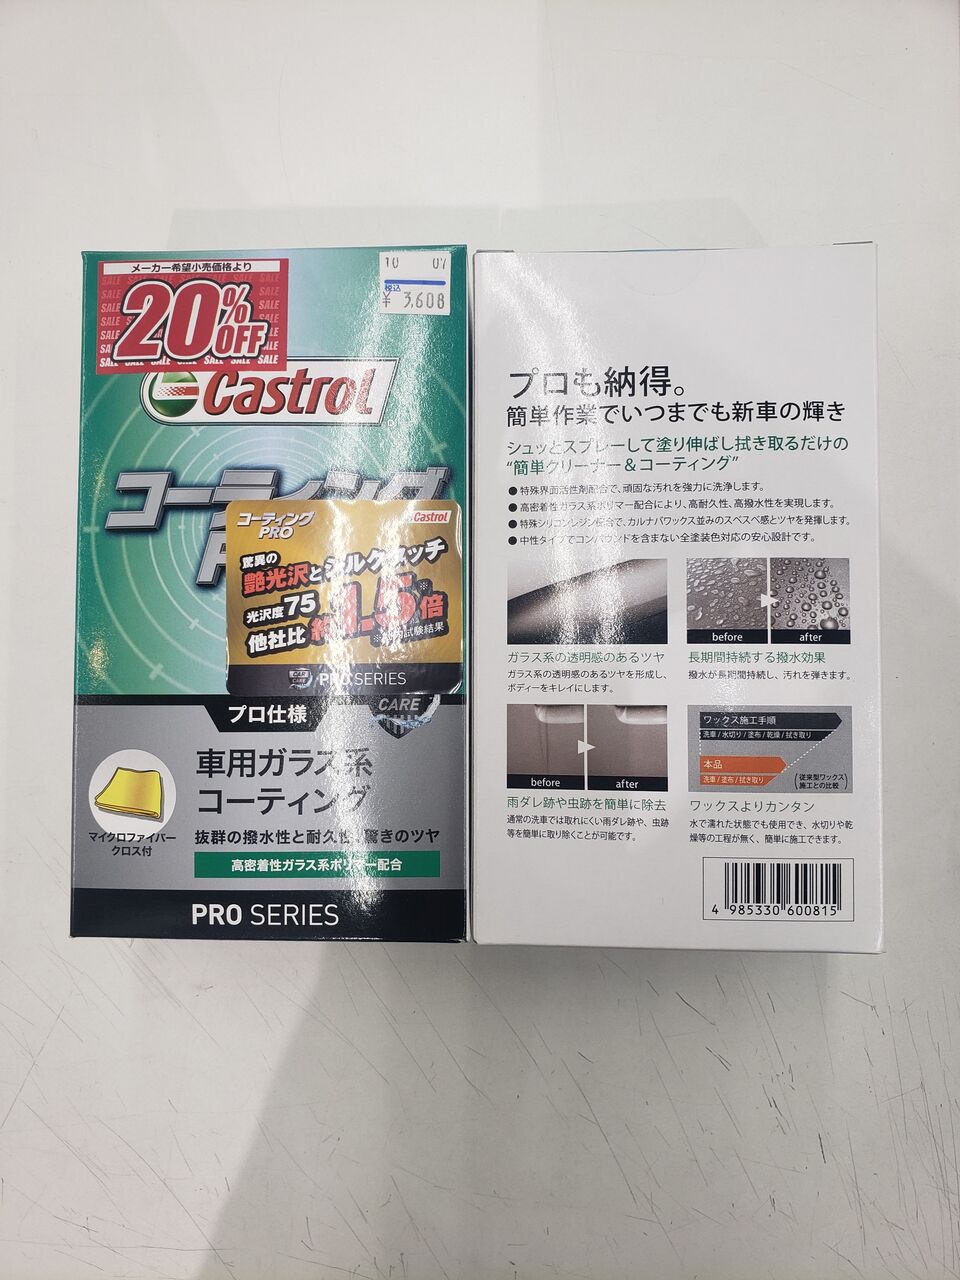 メーカー希望小売価格より
20%
OFF
SALE
10 07
税込
¥ 3,608
Castrol
コーティング
コーティング
PRO
Castrol
驚異の
艶光沢とシルクタッチ
光沢度75
他社比 約1.5倍
CAR
CARE
PRO SERIES
プロ仕様
CARE
車用ガラス系
コーティング
マイクロファイバー
クロス付
抜群の撥水性と耐久性、驚きのツヤ
高密着性ガラス系ポリマー配合
PRO SERIES
プロも納得。
簡単作業でいつまでも新車の輝き
シュッとスプレーして塗り伸ばし拭き取るだけの
“簡単クリーナー&コーティング”
●特殊界面活性剤配合で、頑固な汚れを強力に洗浄します。
●高密着性ガラス系ポリマー配合により、高耐久性、高撥水性を実現します。
●特殊シリコンレジン配合で、カルナバワックス並みのスベスベ感とツヤを発揮します。
●中性タイプでコンパウンドを含まない全塗装色対応の安心設計です。
before
after
ガラス系の透明感のあるツヤ
ガラス系の透明感のあるツヤを形成し、
ボディーをキレイにします。
長期間持続する撥水効果
撥水が長期間持続し、汚れを弾きます。
before
after
ワックス施工手順
洗車/水切り/塗布/乾燥/拭き取り
本品
洗車/塗布/拭き取り
(従来型ワックス
施工との比較)
雨ダレ跡や虫跡を簡単に除去
通常の洗車では取れにくい雨ダレ跡や、虫跡
等を簡単に取り除くことが可能です。
ワックスよりカンタン
水で濡れた状態でも使用でき、水切りや乾
燥等の工程が無く、簡単に施工できます。
4 985330 600815